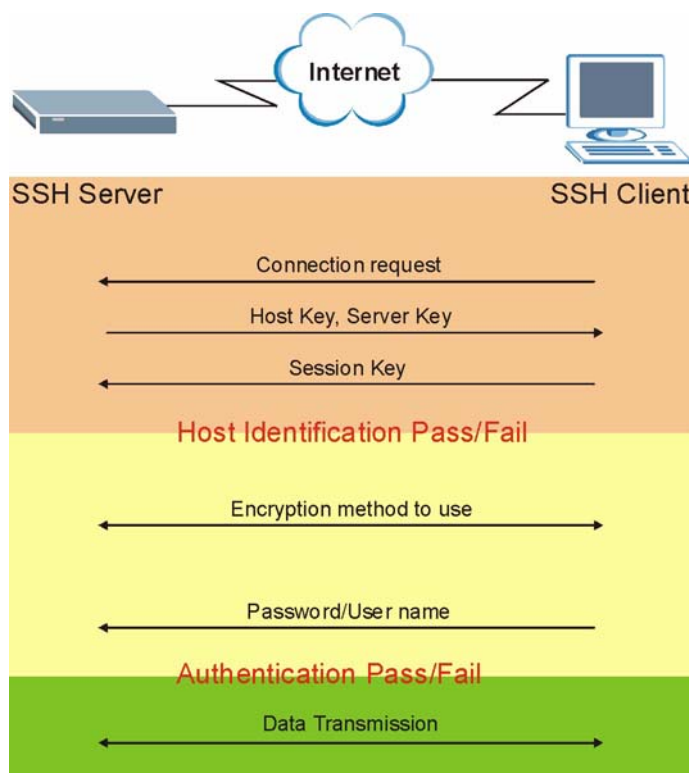 Internet
SSH Server
SSH Client
Connection request
Host Key, Server Key
Session Key
Host Identification Pass/Fail
Encryption method to use
Password/User name
Authentication Pass/Fail
Data Transmission